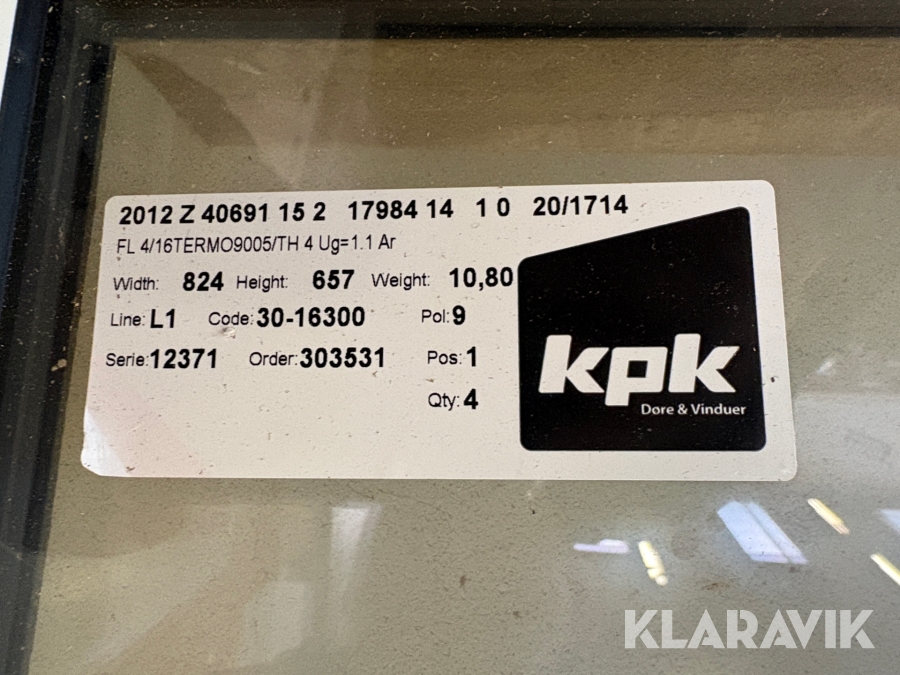 2012 Z 40691 15 2 17984 14 1 0 20/1714
FL 4/16TERMO9005/TH 4 Ug=1.1 Ar
Width: 824 Height: 657 Weight: 10,80
Line: L1 Code: 30-16300 Pol: 9
Serie: 12371 Order: 303531 Pos: 1
Qty: 4
kpk
Døre & Vinduer
KLARAVIK